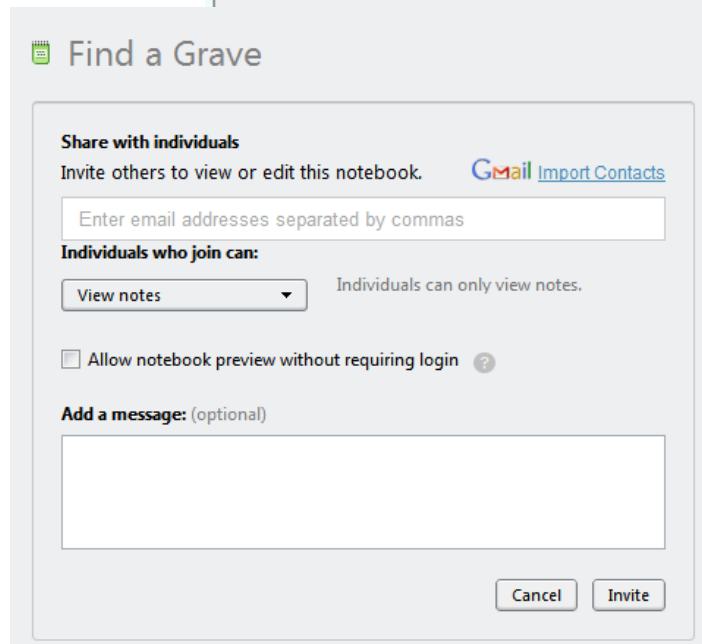 Find a Grave
Share with individuals
Invite others to view or edit this notebook. Gmail Import Contacts
Enter email addresses separated by commas
Individuals who join can:
View notes Individuals can only view notes.
Allow notebook preview without requiring login ?
Add a message: (optional)
Cancel Invite